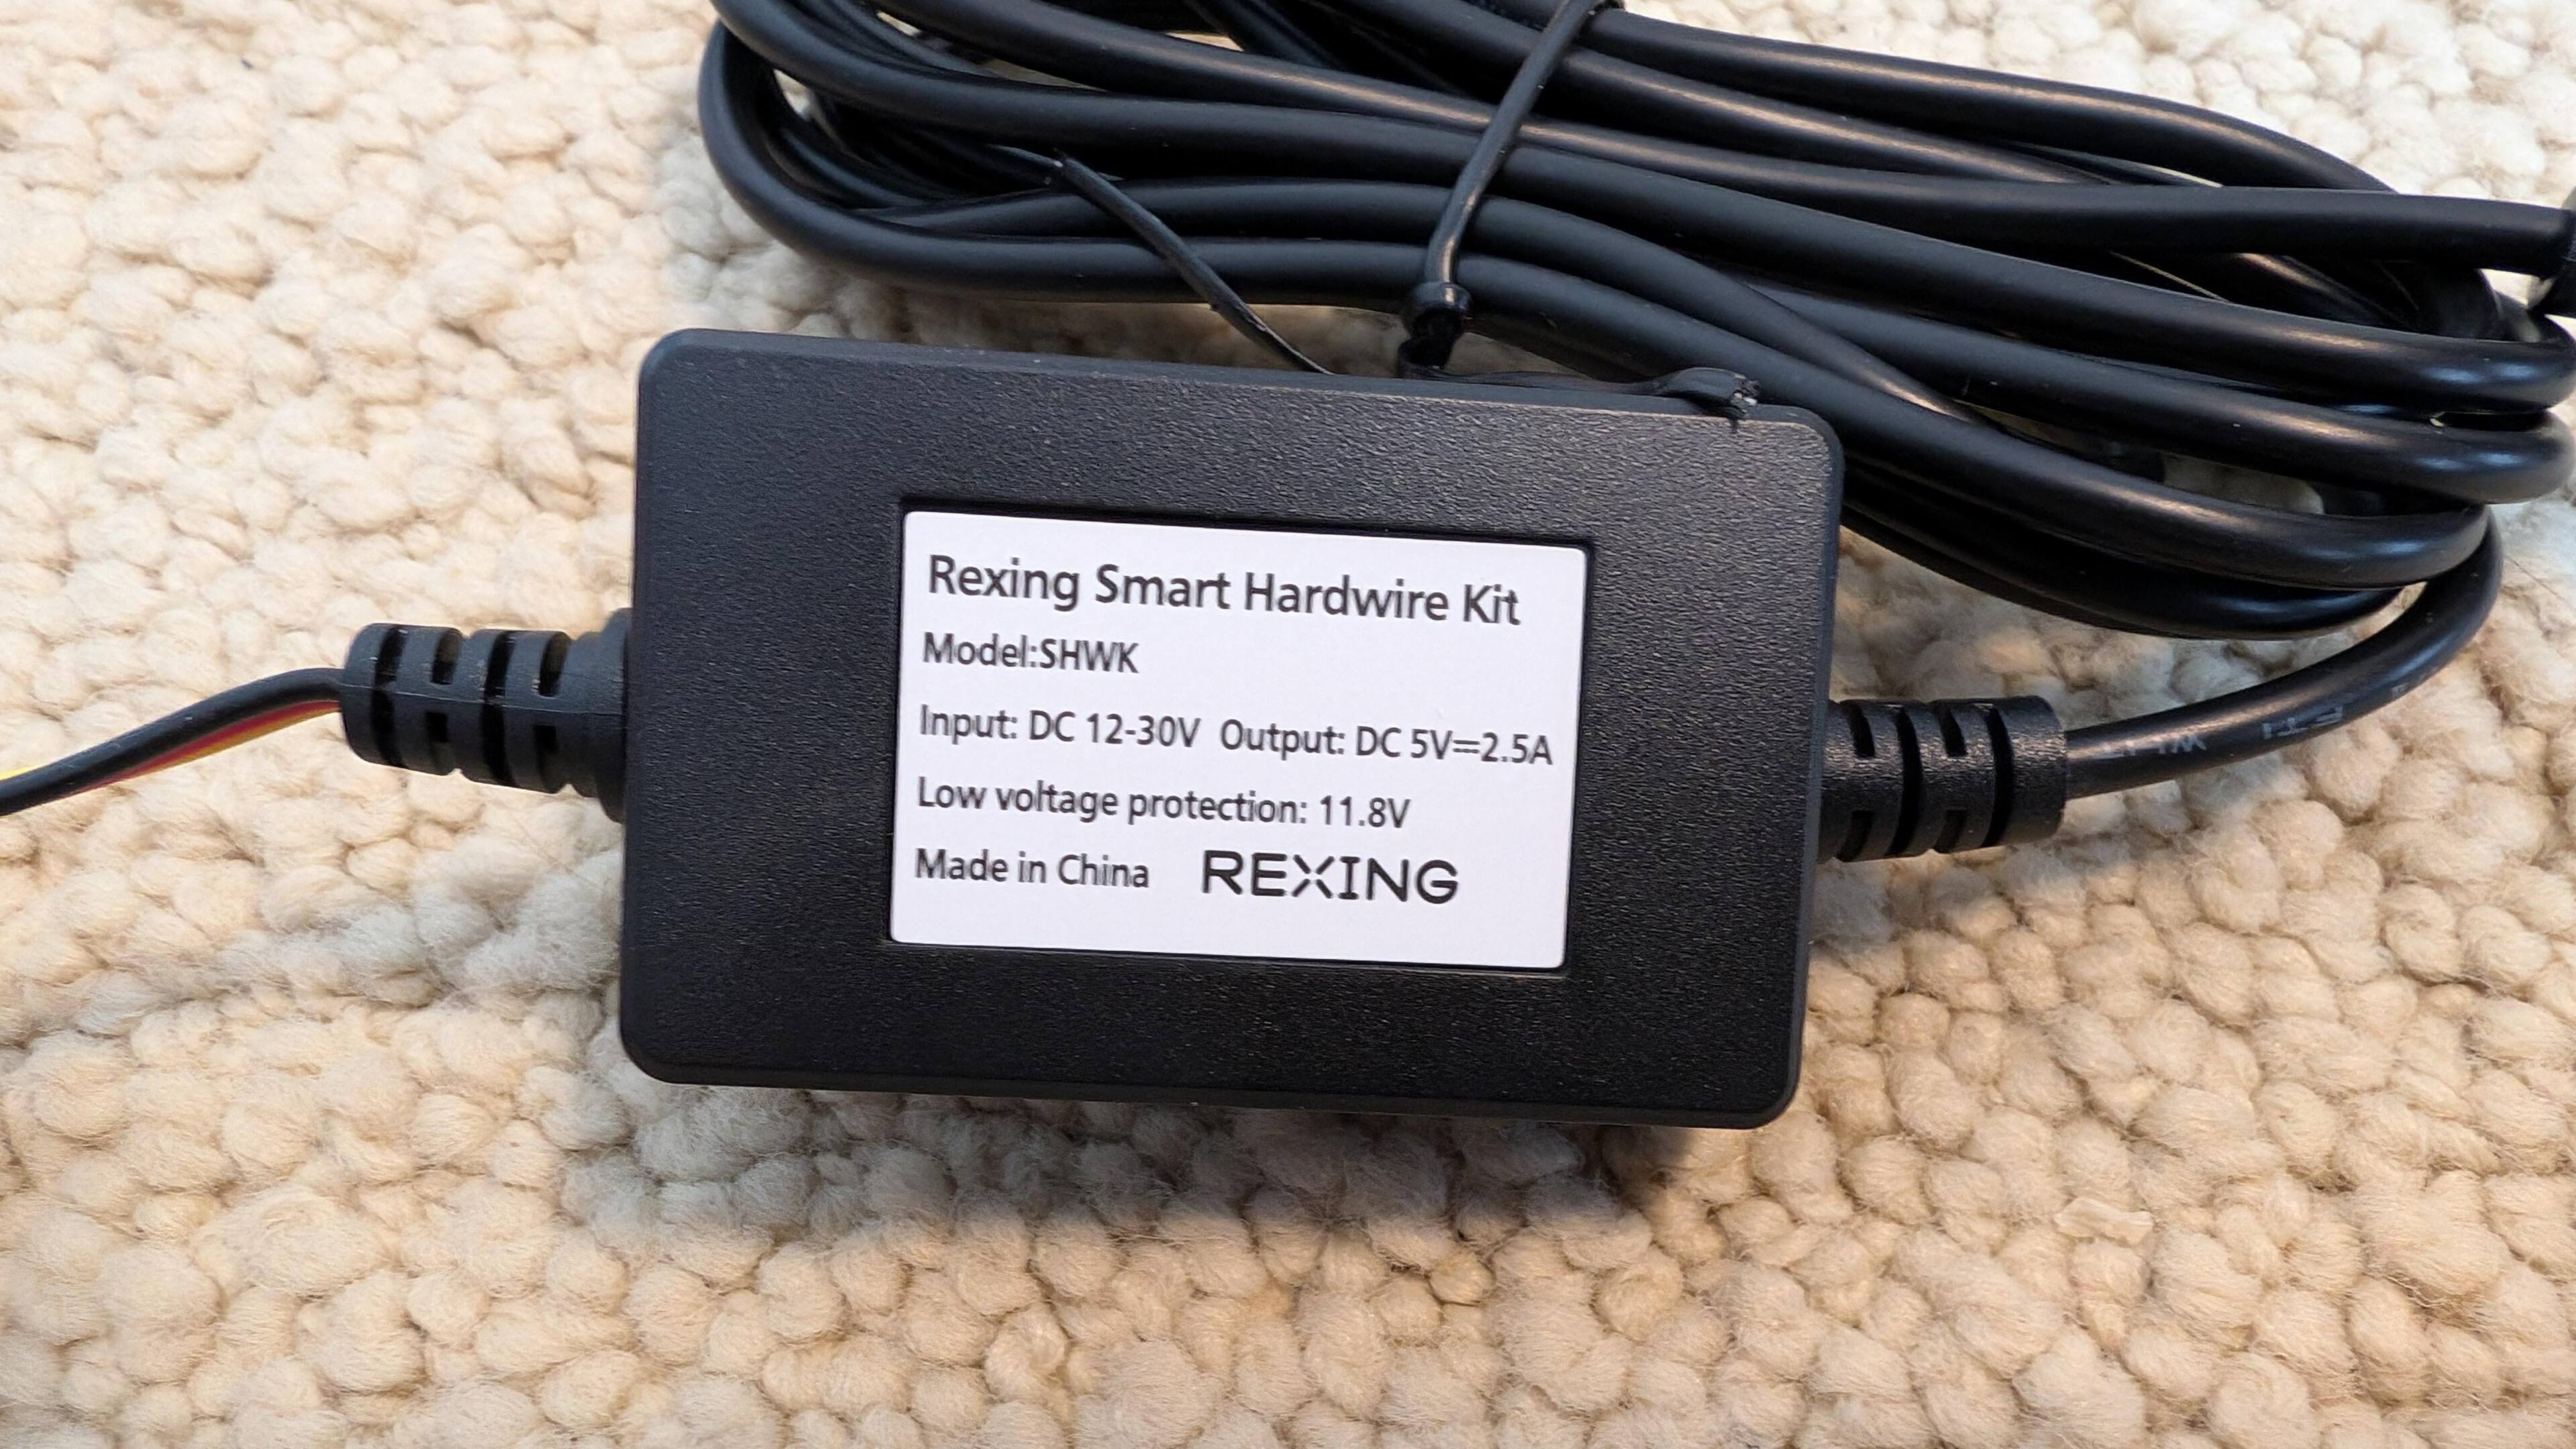 Rexing Smart Hardwire Kit
Model:SHWK
Input: DC 12-30V Output: DC 5V⎓2.5A
Low voltage protection: 11.8V
Made in China REXING